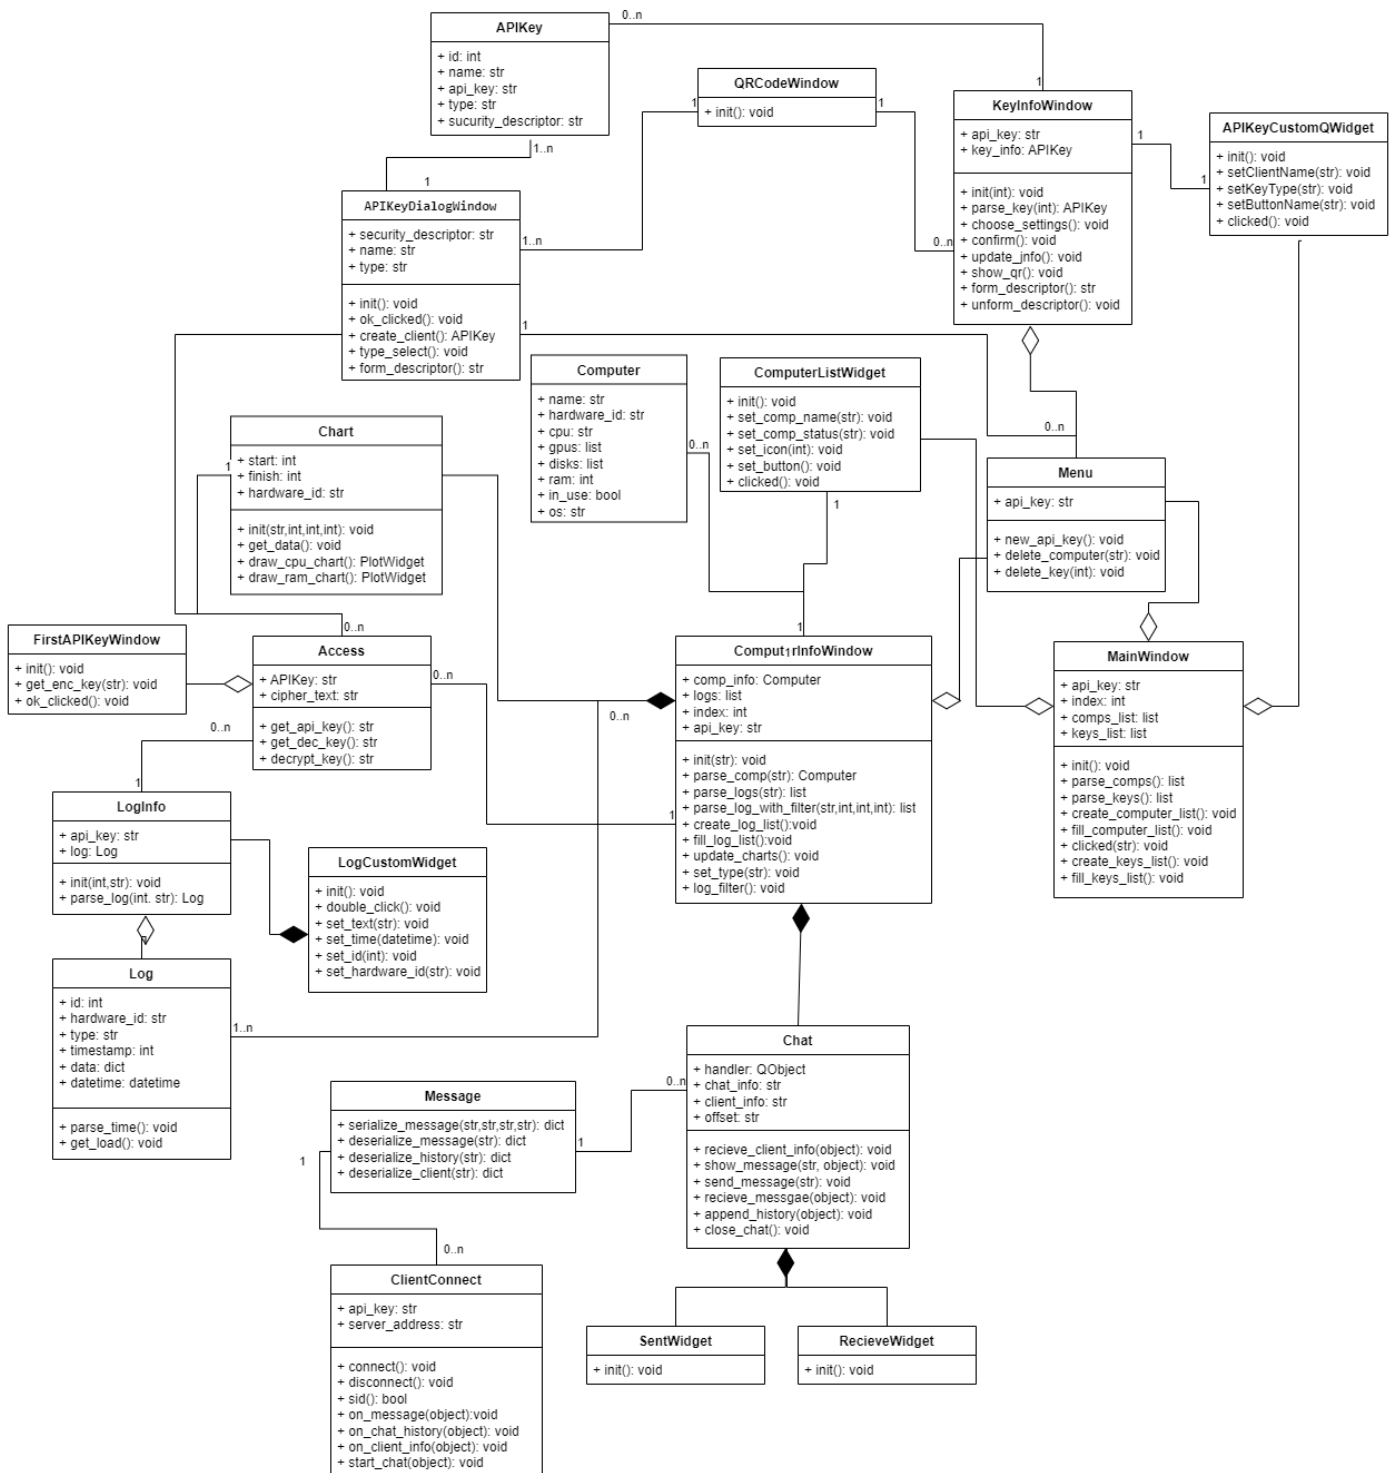 APIKey
+ id: int
+ name: str
+ api_key: str
+ type: str
+ sucurity_descriptor: str
0..n
1
1..n
1
QRCodeWindow
+ init(): void
1
1
KeyInfoWindow
+ api_key: str
+ key_info: APIKey
+ init(int): void
+ parse_key(int): APIKey
+ choose_settings(): void
+ confirm(): void
+ update_jnfo(): void
+ show_qr(): void
+ form_descriptor(): str
+ unform_descriptor(): void
1
1
0..n
APIKeyCustomQWidget
+ init(): void
+ setClientName(str): void
+ setKeyType(str): void
+ setButtonName(str): void
+ clicked(): void
APIKeyDialogWindow
+ security_descriptor: str
+ name: str
+ type: str
+ init(): void
+ ok_clicked(): void
+ create_client(): APIKey
+ type_select(): void
+ form_descriptor(): str
1..n
1
0..n
Computer
+ name: str
+ hardware_id: str
+ cpu: str
+ gpus: list
+ disks: list
+ ram: int
+ in_use: bool
+ os: str
0..n
ComputerListWidget
+ init(): void
+ set_comp_name(str): void
+ set_comp_status(str): void
+ set_icon(int): void
+ set_button(): void
+ clicked(): void
1
Chart
+ start: int
+ finish: int
+ hardware_id: str
+ init(str,int,int,int): void
+ get_data(): void
+ draw_cpu_chart(): PlotWidget
+ draw_ram_chart(): PlotWidget
1
0..n
Menu
+ api_key: str
+ new_api_key(): void
+ delete_computer(str): void
+ delete_key(int): void
FirstAPIKeyWindow
+ init(): void
+ get_enc_key(str): void
+ ok_clicked(): void
Access
+ APIKey: str
+ cipher_text: str
+ get_api_key(): str
+ get_dec_key(): str
+ decrypt_key(): str
0..n
0..n
1
1
0..n
Comput1rInfoWindow
+ comp_info: Computer
+ logs: list
+ index: int
+ api_key: str
+ init(str): void
+ parse_comp(str): Computer
+ parse_logs(str): list
+ parse_log_with_filter(str,int,int,int): list
+ create_log_list():void
+ fill_log_list():void
+ update_charts(): void
+ set_type(str): void
+ log_filter(): void
1
MainWindow
+ api_key: str
+ index: int
+ comps_list: list
+ keys_list: list
+ init(): void
+ parse_comps(): list
+ parse_keys(): list
+ create_computer_list(): void
+ fill_computer_list(): void
+ clicked(str): void
+ create_keys_list(): void
+ fill_keys_list(): void
LogInfo
+ api_key: str
+ log: Log
+ init(int,str): void
+ parse_log(int. str): Log
LogCustomWidget
+ init(): void
+ double_click(): void
+ set_text(str): void
+ set_time(datetime): void
+ set_id(int): void
+ set_hardware_id(str): void
Log
+ id: int
+ hardware_id: str
+ type: str
+ timestamp: int
+ data: dict
+ datetime: datetime
+ parse_time(): void
+ get_load(): void
1..n
Chat
+ handler: QObject
+ chat_info: str
+ client_info: str
+ offset: str
+ recieve_client_info(object): void
+ show_message(str, object): void
+ send_message(str): void
+ recieve_messgae(object): void
+ append_history(object): void
+ close_chat(): void
0..n
Message
+ serialize_message(str,str,str,str): dict
+ deserialize_message(str): dict
+ deserialize_history(str): dict
+ deserialize_client(str): dict
1
1
0..n
ClientConnect
+ api_key: str
+ server_address: str
+ connect(): void
+ disconnect(): void
+ sid(): bool
+ on_message(object):void
+ on_chat_history(object): void
+ on_client_info(object): void
+ start_chat(object): void
SentWidget
+ init(): void
RecieveWidget
+ init(): void